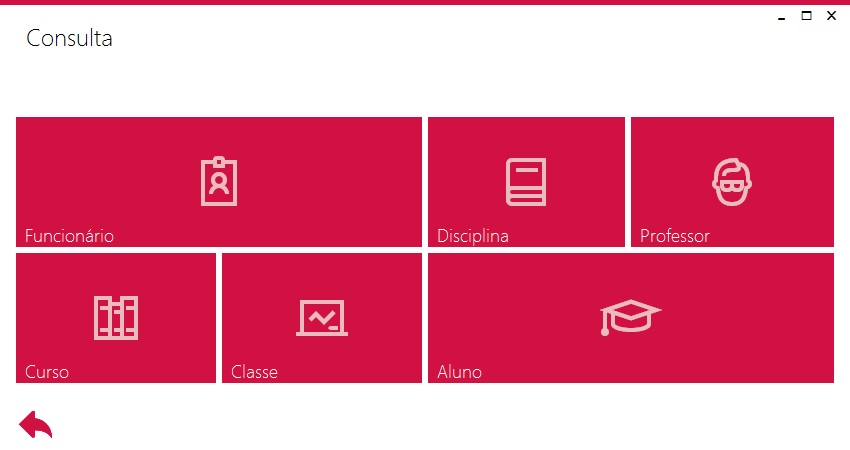 Consulta
Funcionário
Disciplina
Professor
Curso
Classe
Aluno